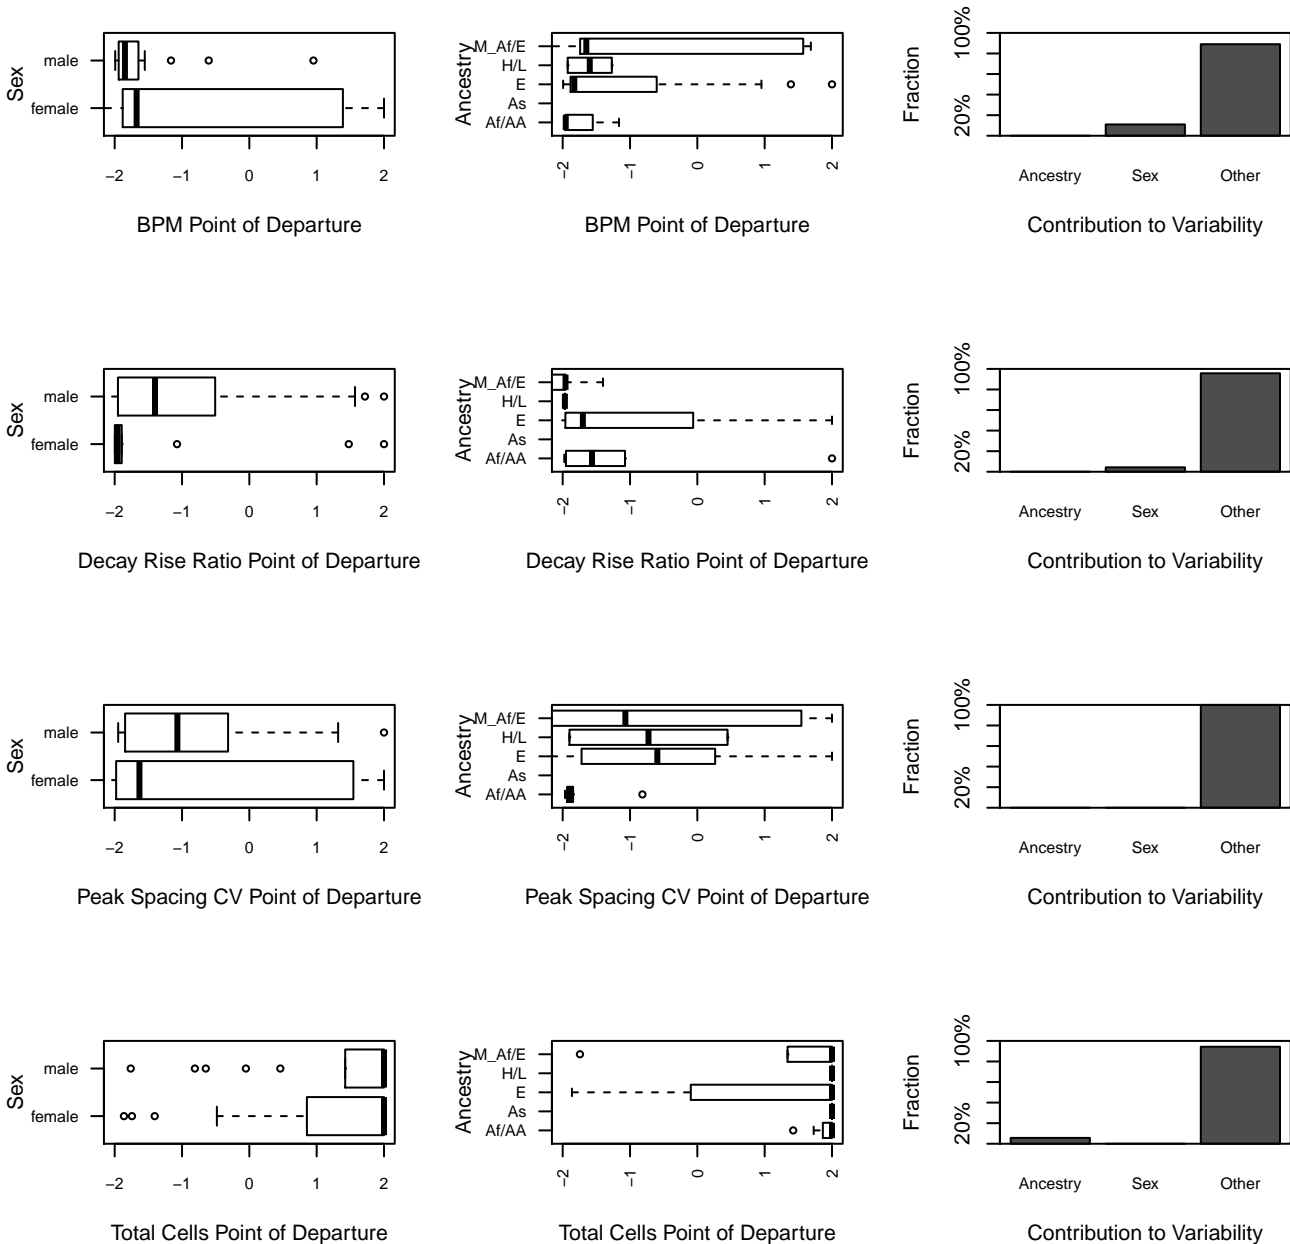 Sex
male
female
−2 −1 0 1 2
BPM Point of Departure
Ancestry
M_Af/E
H/L
E
As
Af/AA
−2 −1 0 1 2
BPM Point of Departure
Fraction
100%
20%
Ancestry Sex Other
Contribution to Variability
Sex
male
female
−2 −1 0 1 2
Decay Rise Ratio Point of Departure
Ancestry
M_Af/E
H/L
E
As
Af/AA
−2 −1 0 1 2
Decay Rise Ratio Point of Departure
Fraction
100%
20%
Ancestry Sex Other
Contribution to Variability
Sex
male
female
−2 −1 0 1 2
Peak Spacing CV Point of Departure
Ancestry
M_Af/E
H/L
E
As
Af/AA
−2 −1 0 1 2
Peak Spacing CV Point of Departure
Fraction
100%
20%
Ancestry Sex Other
Contribution to Variability
Sex
male
female
−2 −1 0 1 2
Total Cells Point of Departure
Ancestry
M_Af/E
H/L
E
As
Af/AA
−2 −1 0 1 2
Total Cells Point of Departure
Fraction
100%
20%
Ancestry Sex Other
Contribution to Variability